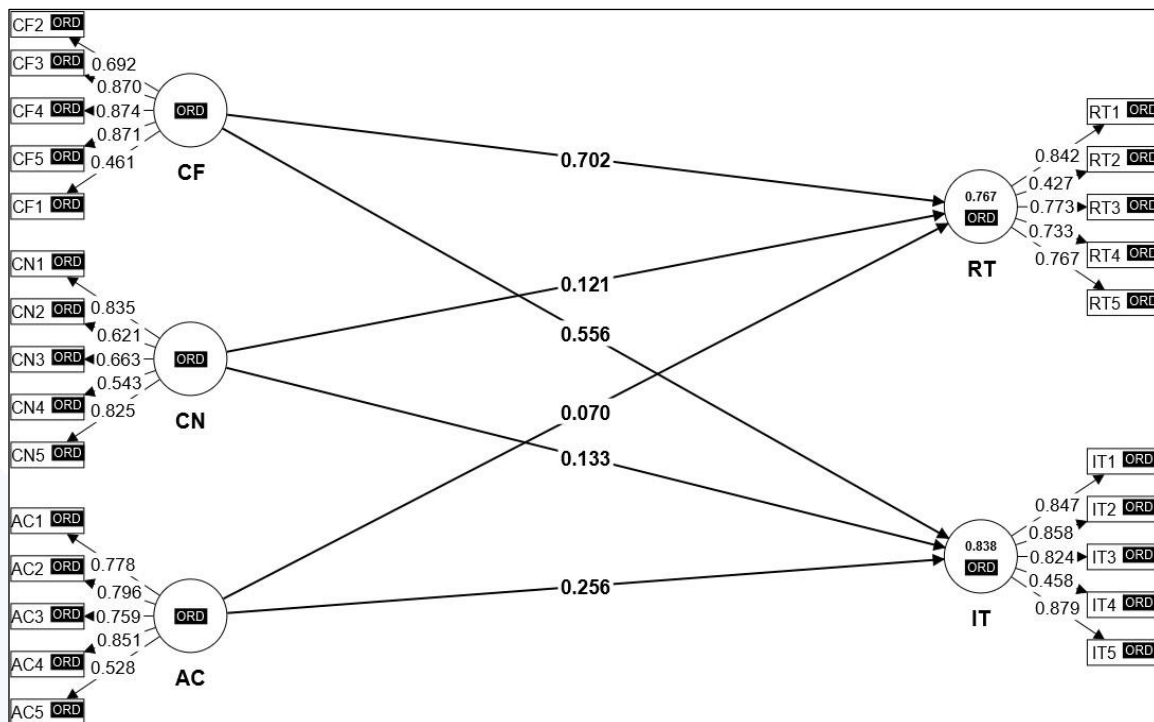 CF2 ORD
0.692
CF3 ORD
0.870
CF4 ORD
0.874
CF5 ORD
0.871
CF1 ORD
0.461
ORD
CF
CN1 ORD
0.835
CN2 ORD
0.621
CN3 ORD
0.663
CN4 ORD
0.543
CN5 ORD
0.825
ORD
CN
AC1 ORD
0.778
AC2 ORD
0.796
AC3 ORD
0.759
AC4 ORD
0.851
AC5 ORD
0.528
ORD
AC
0.702
0.121
0.556
0.070
0.133
0.256
0.767
ORD
RT
RT1 ORD
0.842
RT2 ORD
0.427
RT3 ORD
0.773
RT4 ORD
0.733
RT5 ORD
0.767
0.838
ORD
IT
IT1 ORD
0.847
IT2 ORD
0.858
IT3 ORD
0.824
IT4 ORD
0.458
IT5 ORD
0.879